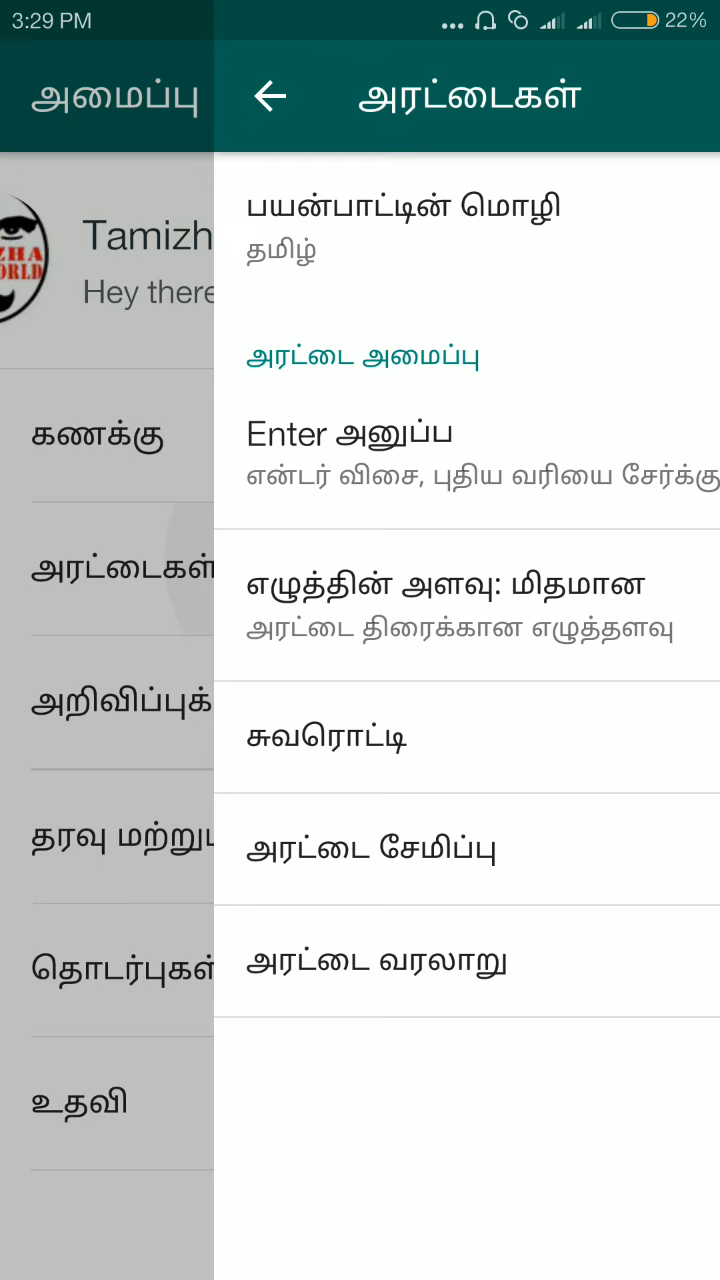 3:29 PM
22%
அமைப்பு
அரட்டைகள்
Tamizh
Hey there
கணக்கு
அரட்டைகள்
அறிவிப்புக்
தரவு
தொடர்புகள்
உதவி
பயன்பாட்டின் மொழி
தமிழ்
அரட்டை அமைப்பு
Enter அனுப்ப
என்டர் விசை, புதிய வரியை சேர்க்கு
எழுத்தின் அளவு: மிதமான
அரட்டை திரைக்கான எழுத்தளவு
சுவரொட்டி
அரட்டை சேமிப்பு
அரட்டை வரலாறு